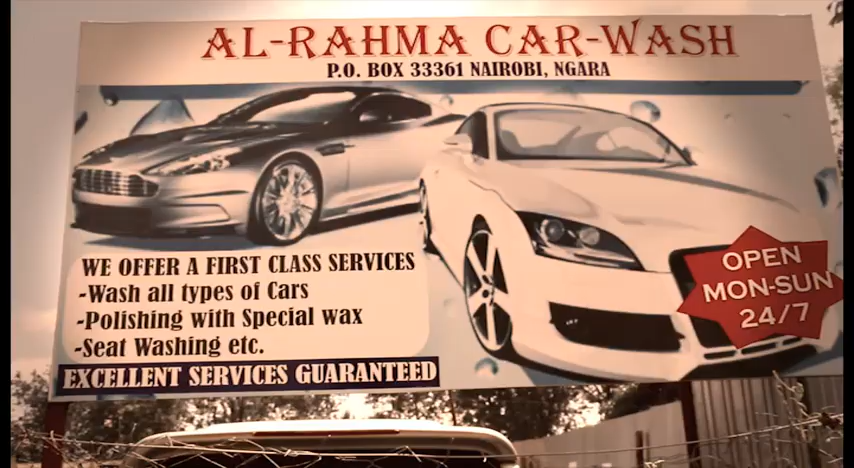 AL-RAHMA CAR-WASH
P.O. BOX 33361 NAIROBI, NGARA
WE OFFER A FIRST CLASS SERVICES
-Wash all types of Cars
-Polishing with Special wax
-Seat Washing etc.
EXCELLENT SERVICES GUARANTEED
OPEN
MON-SUN
24/7